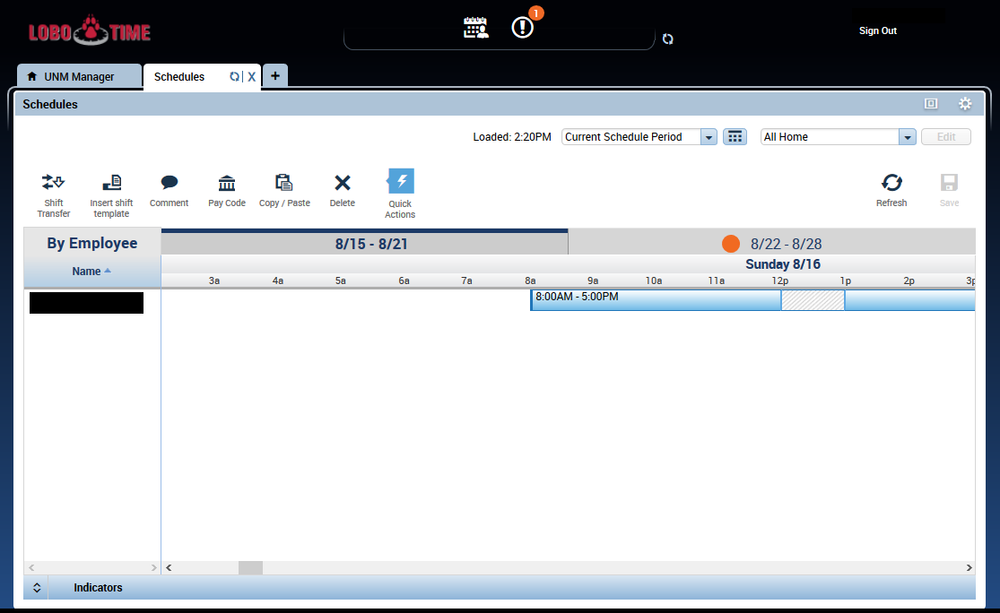 LOBO TIME
1
Sign Out
UNM Manager
Schedules
X
+
Schedules
Loaded: 2:20PM
Current Schedule Period
All Home
Edit
Shift Transfer
Insert shift template
Comment
Pay Code
Copy / Paste
Delete
Quick Actions
Refresh
Save
By Employee
8/15 - 8/21
8/22 - 8/28
Name
Sunday 8/16
3a 4a 5a 6a 7a 8a 9a 10a 11a 12p 1p 2p 3p
8:00AM - 5:00PM
Indicators